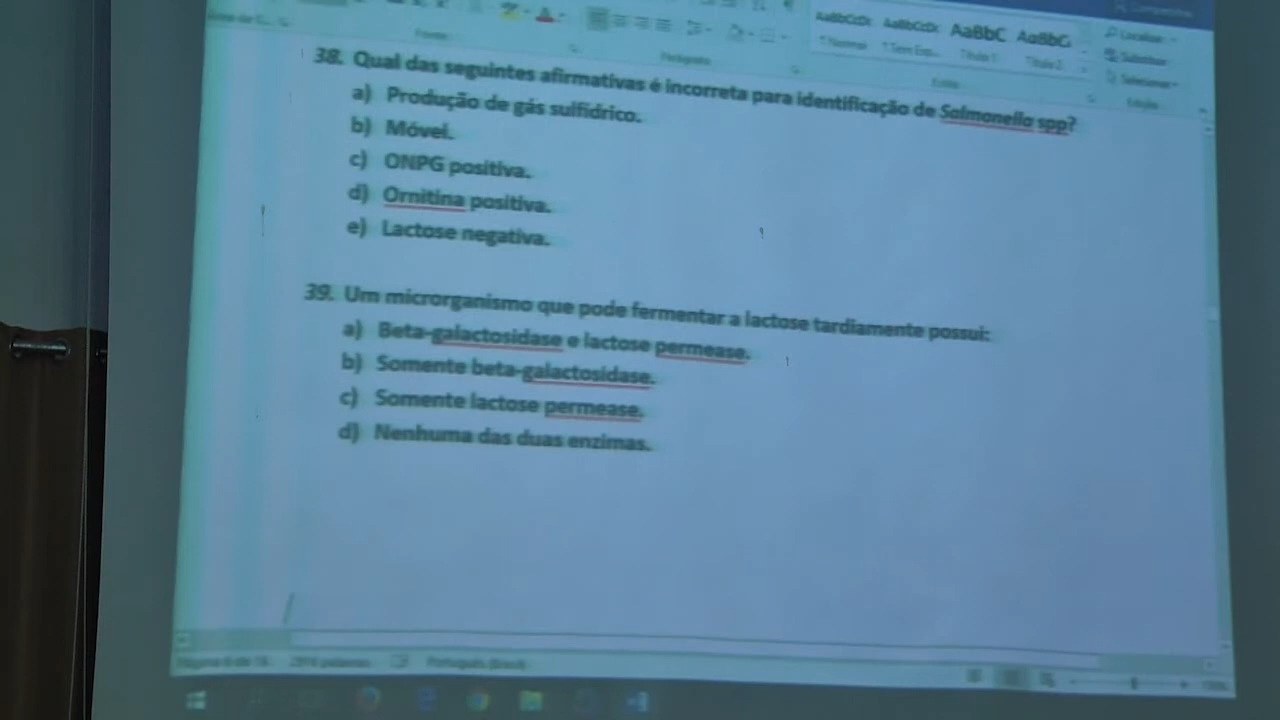 AaBbCcDc AaBbCcDc AaBbC AaBbCc
38. Qual das seguintes afirmativas é incorreta para identificação de Salmonella spp?
a) Produção de gás sulfídrico.
b) Móvel.
c) ONPG positiva.
d) Ornitina positiva.
e) Lactose negativa.
39. Um microrganismo que pode fermentar a lactose tardiamente possui:
a) Beta-galactosidase e lactose permease.
b) Somente beta-galactosidase.
c) Somente lactose permease.
d) Nenhuma das duas enzimas.